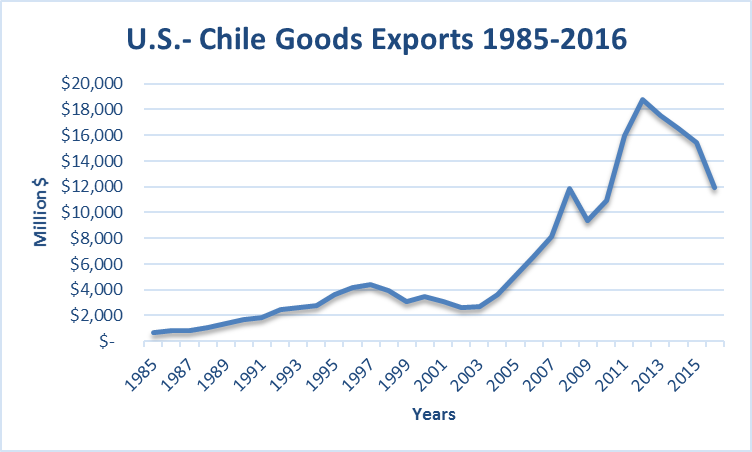 U.S.- Chile Goods Exports 1985-2016
$20,000
$18,000
$16,000
$14,000
$12,000
$10,000
$8,000
$6,000
$4,000
$2,000
$-
Million $
1985 1987 1989 1991 1993 1995 1997 1999 2001 2003 2005 2007 2009 2011 2013 2015
Years